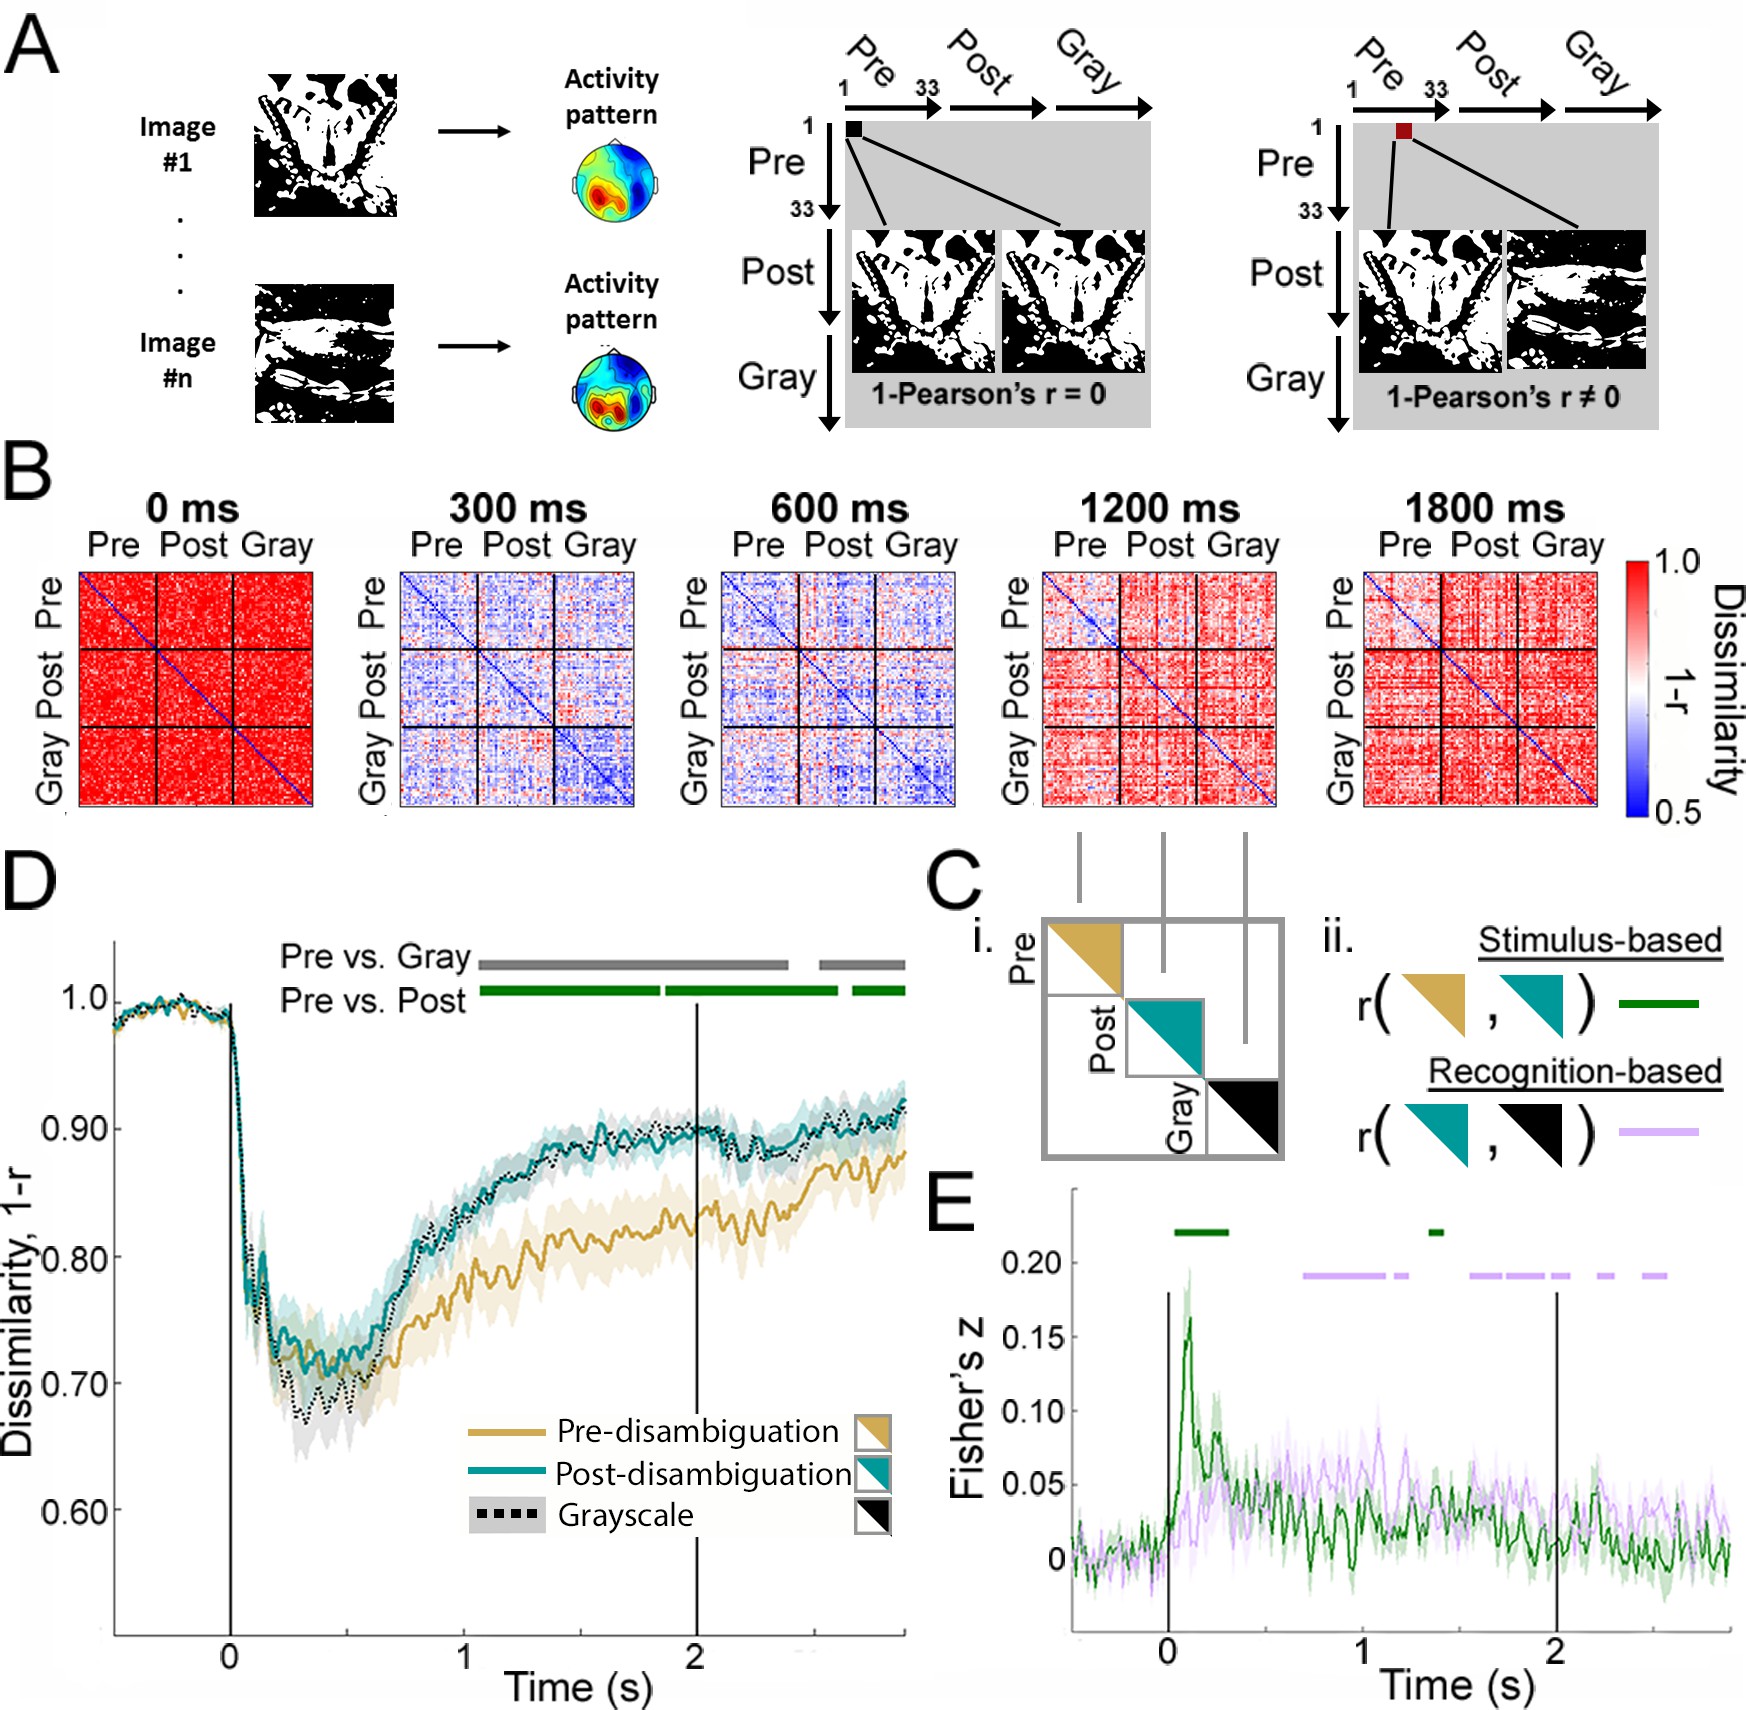 A
Image
#1
.
.
.
Image
#n
Activity
pattern
Activity
pattern
Pre
Post
Gray
1
33
1
Pre
33
Post
Gray
1-Pearson's r = 0
Pre
Post
Gray
1
33
1
Pre
33
Post
Gray
1-Pearson's r ≠ 0
B
0 ms
Pre Post Gray
Gray Post Pre
300 ms
Pre Post Gray
Gray Post Pre
600 ms
Pre Post Gray
Gray Post Pre
1200 ms
Pre Post Gray
Gray Post Pre
1800 ms
Pre Post Gray
Gray Post Pre
1.0
0.5
1-r
Dissimilarity
D
Pre vs. Gray
Pre vs. Post
1.0
0.90
0.80
0.70
0.60
Dissimilarity, 1-r
Pre-disambiguation
Post-disambiguation
Grayscale
0
1
2
Time (s)
C
i.
Pre
Post
Gray
ii.
Stimulus-based
r( , )
Recognition-based
r( , )
E
0.20
0.15
0.10
0.05
0
Fisher's z
0
1
2
Time (s)